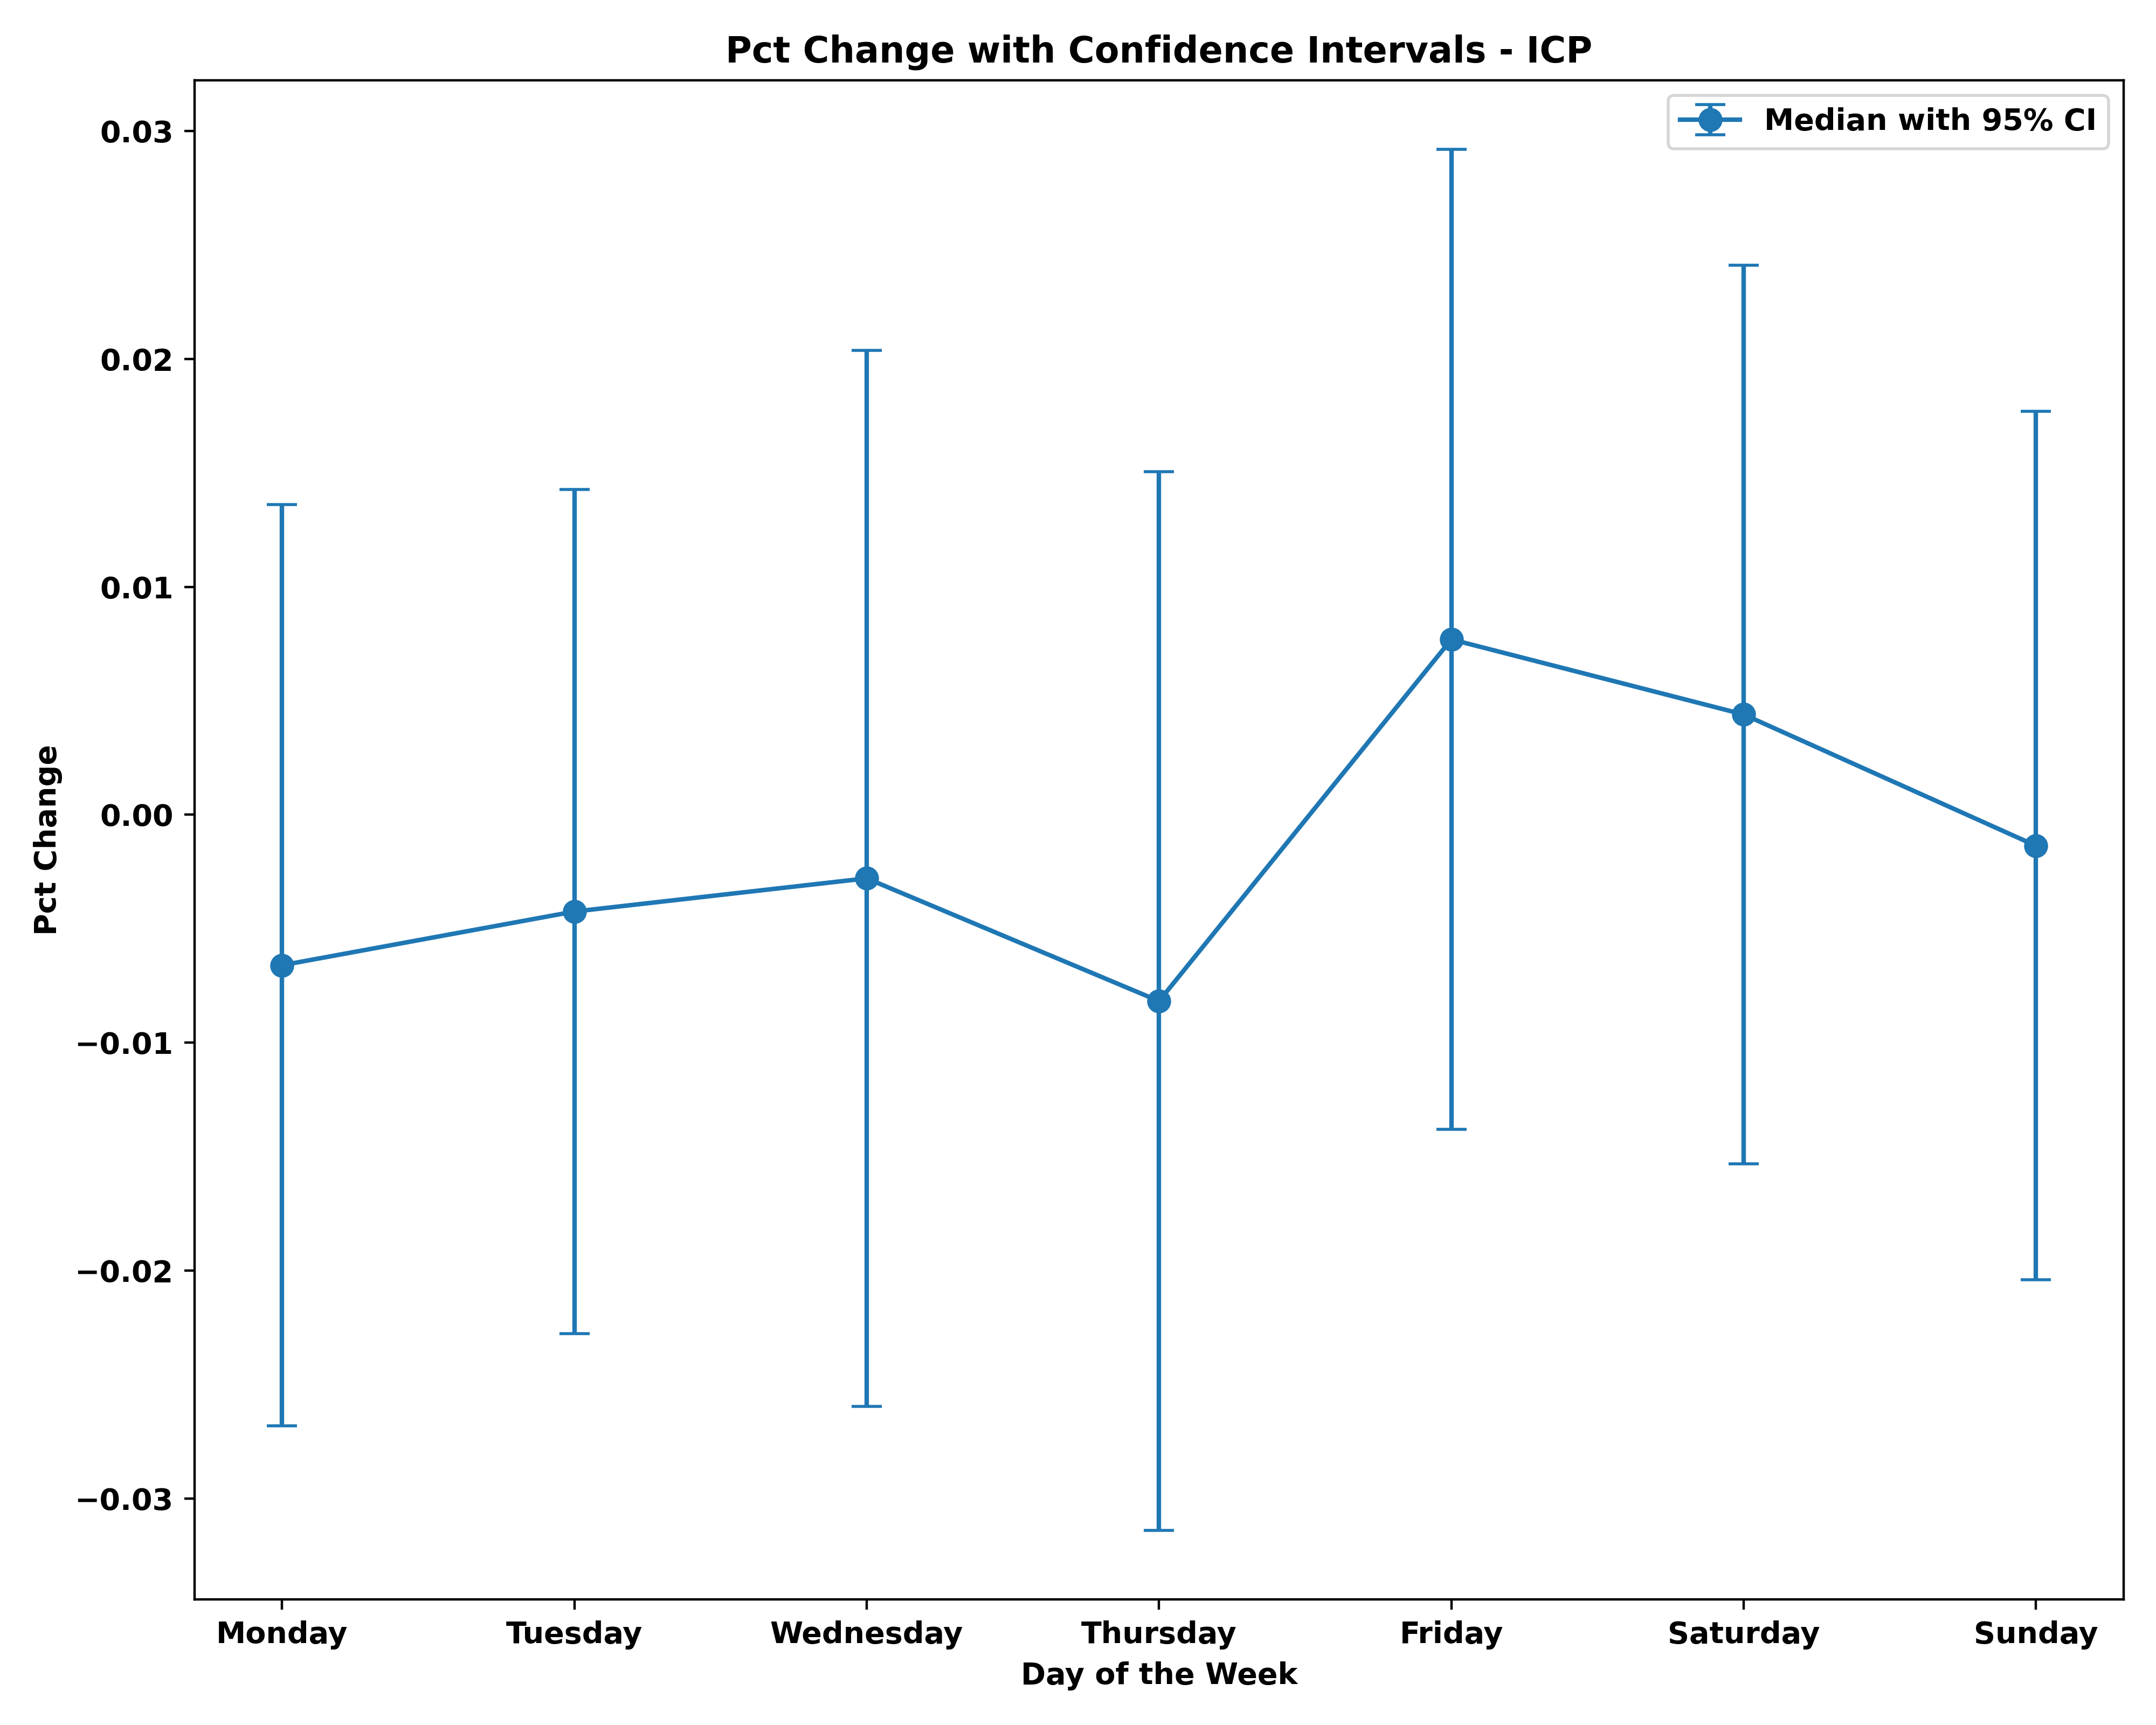 Pct Change with Confidence Intervals - ICP
Median with 95% CI
0.03
0.02
0.01
0.00
−0.01
−0.02
−0.03
Pct Change
Monday Tuesday Wednesday Thursday Friday Saturday Sunday
Day of the Week